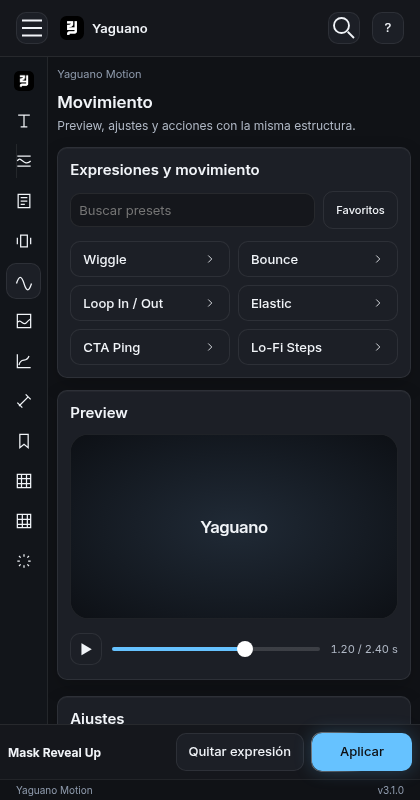 Yaguano
?
Yaguano Motion
Movimiento
Preview, ajustes y acciones con la misma estructura.
Expresiones y movimiento
Buscar presets
Favoritos
Wiggle
Bounce
Loop In / Out
Elastic
CTA Ping
Lo-Fi Steps
Preview
Yaguano
1.20 / 2.40 s
Ajustes
Mask Reveal Up
Quitar expresión
Aplicar
Yaguano Motion
v3.1.0